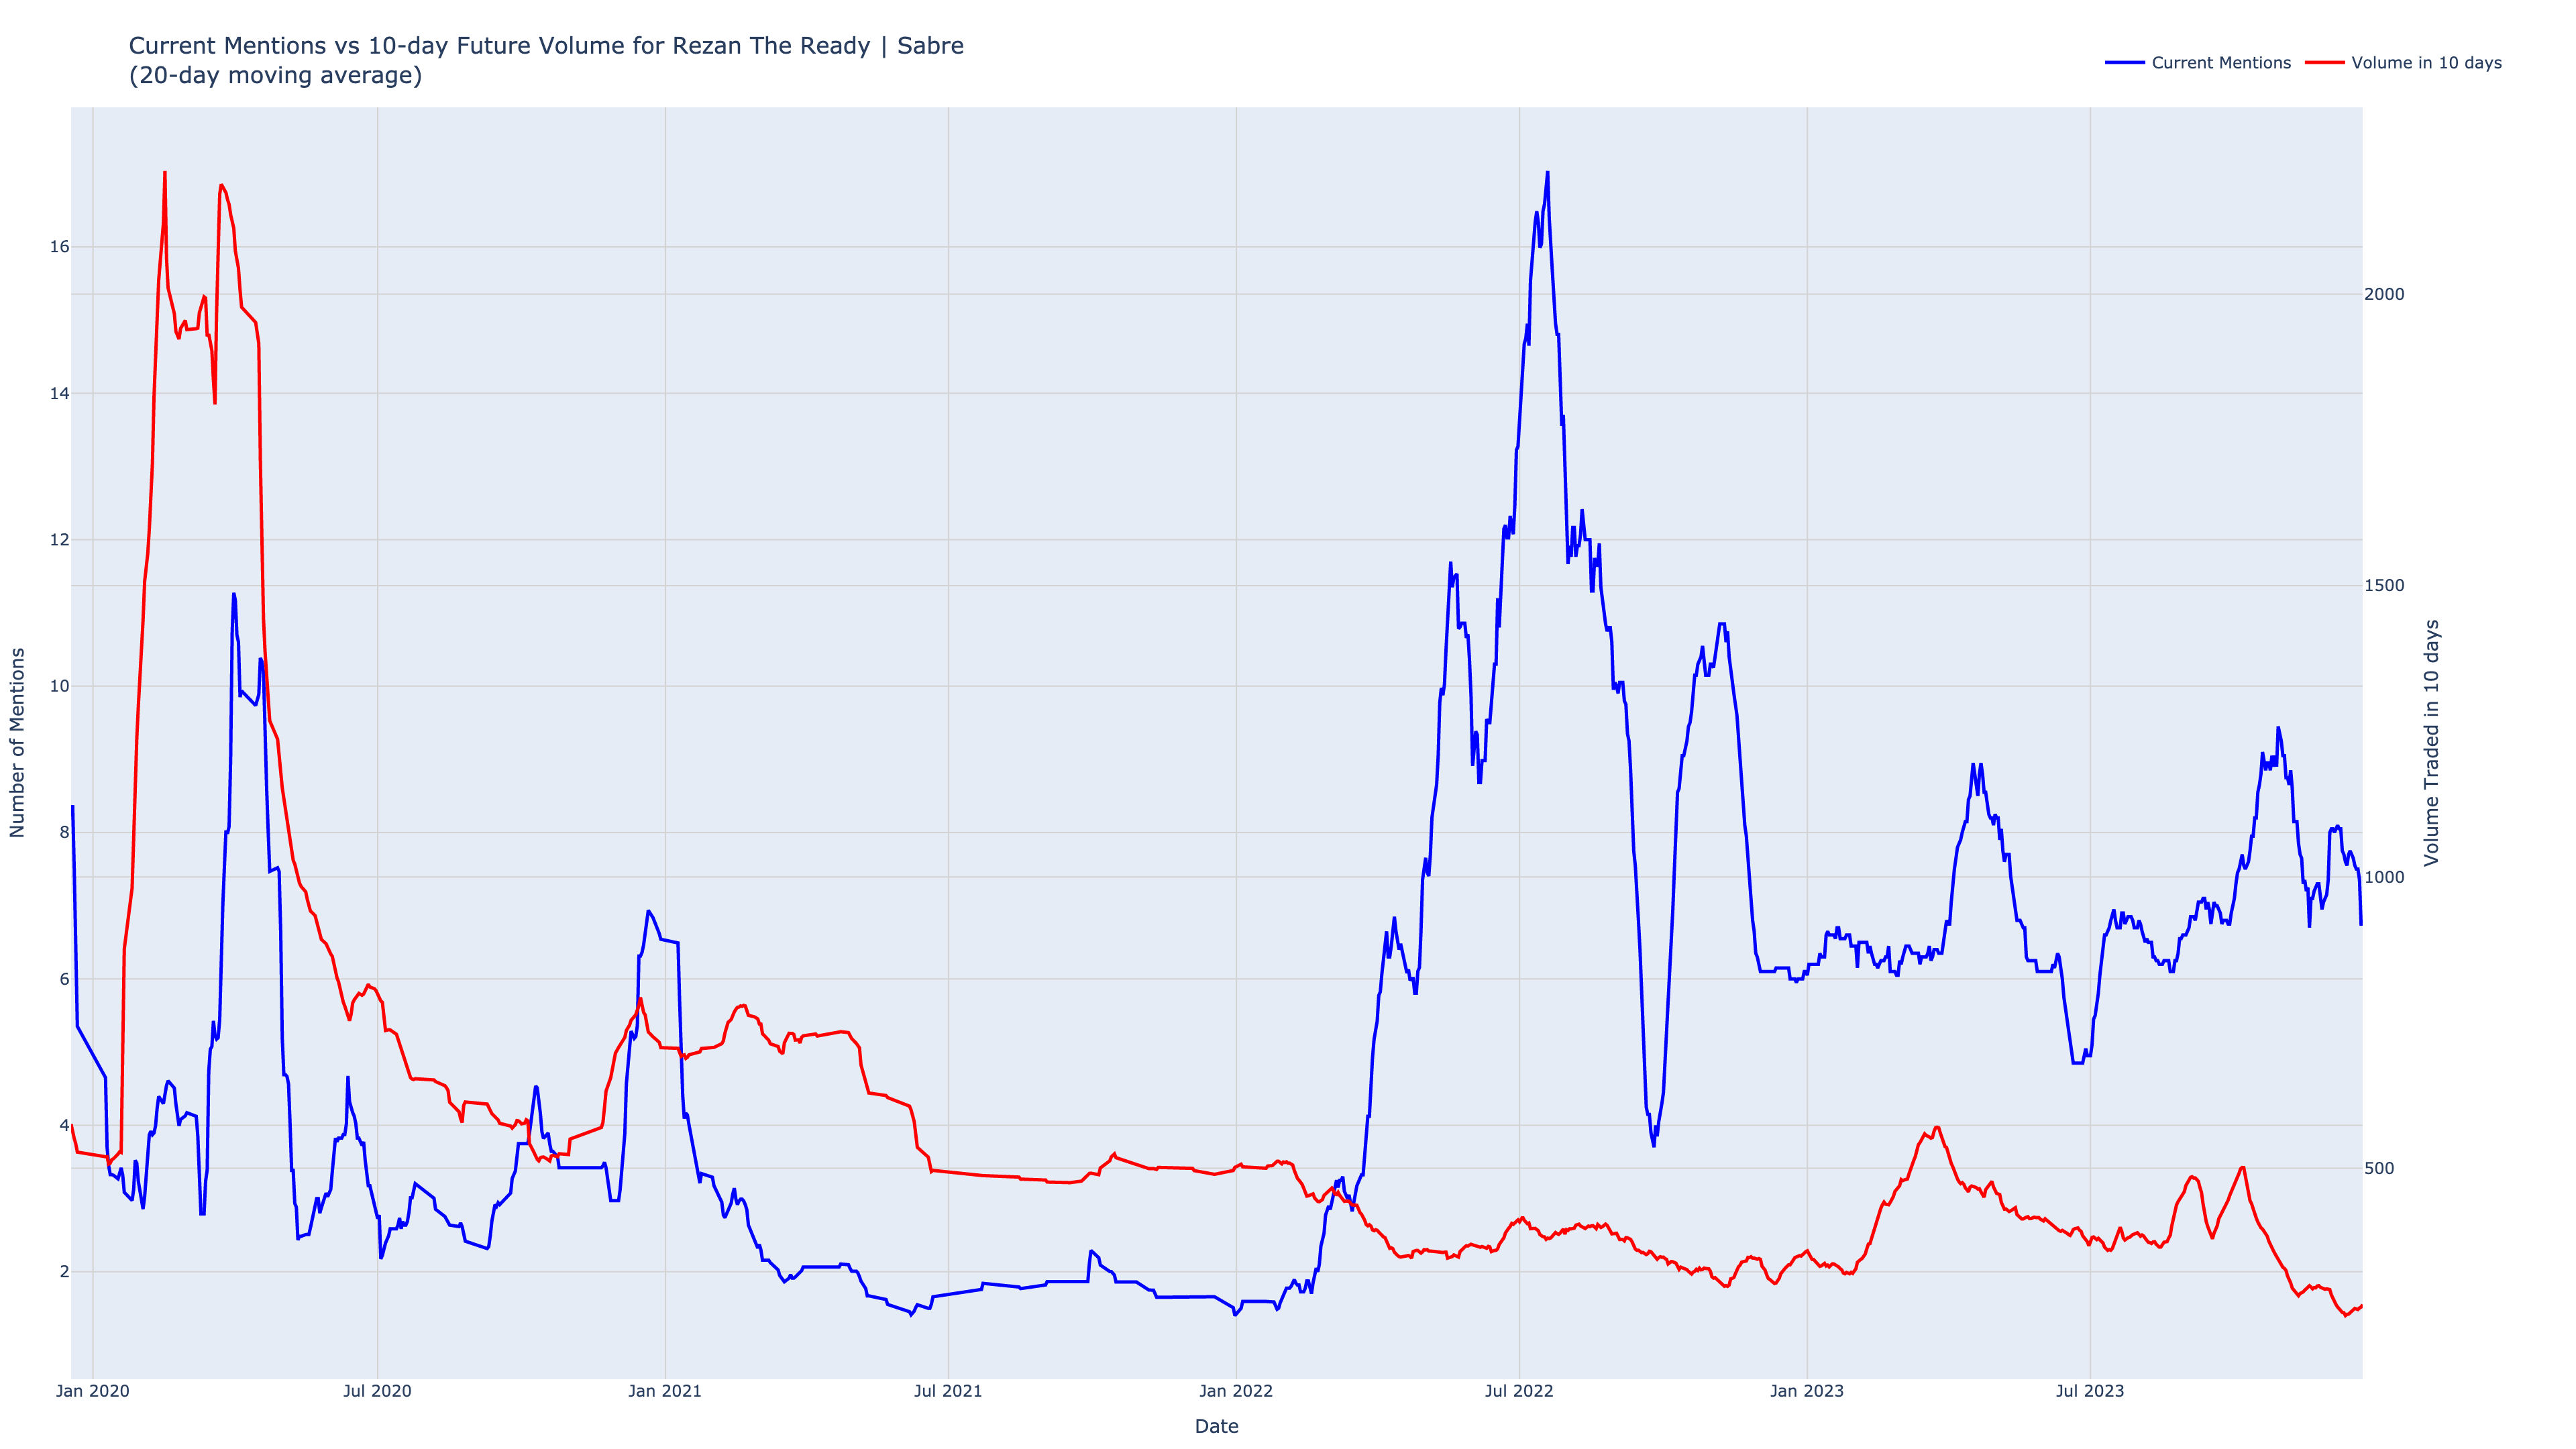 Current Mentions vs 10-day Future Volume for Rezan The Ready | Sabre
(20-day moving average)
Current Mentions
Volume in 10 days
16
14
12
10
8
6
4
2
Number of Mentions
2000
1500
1000
500
Volume Traded in 10 days
Jan 2020
Jul 2020
Jan 2021
Jul 2021
Jan 2022
Jul 2022
Jan 2023
Jul 2023
Date